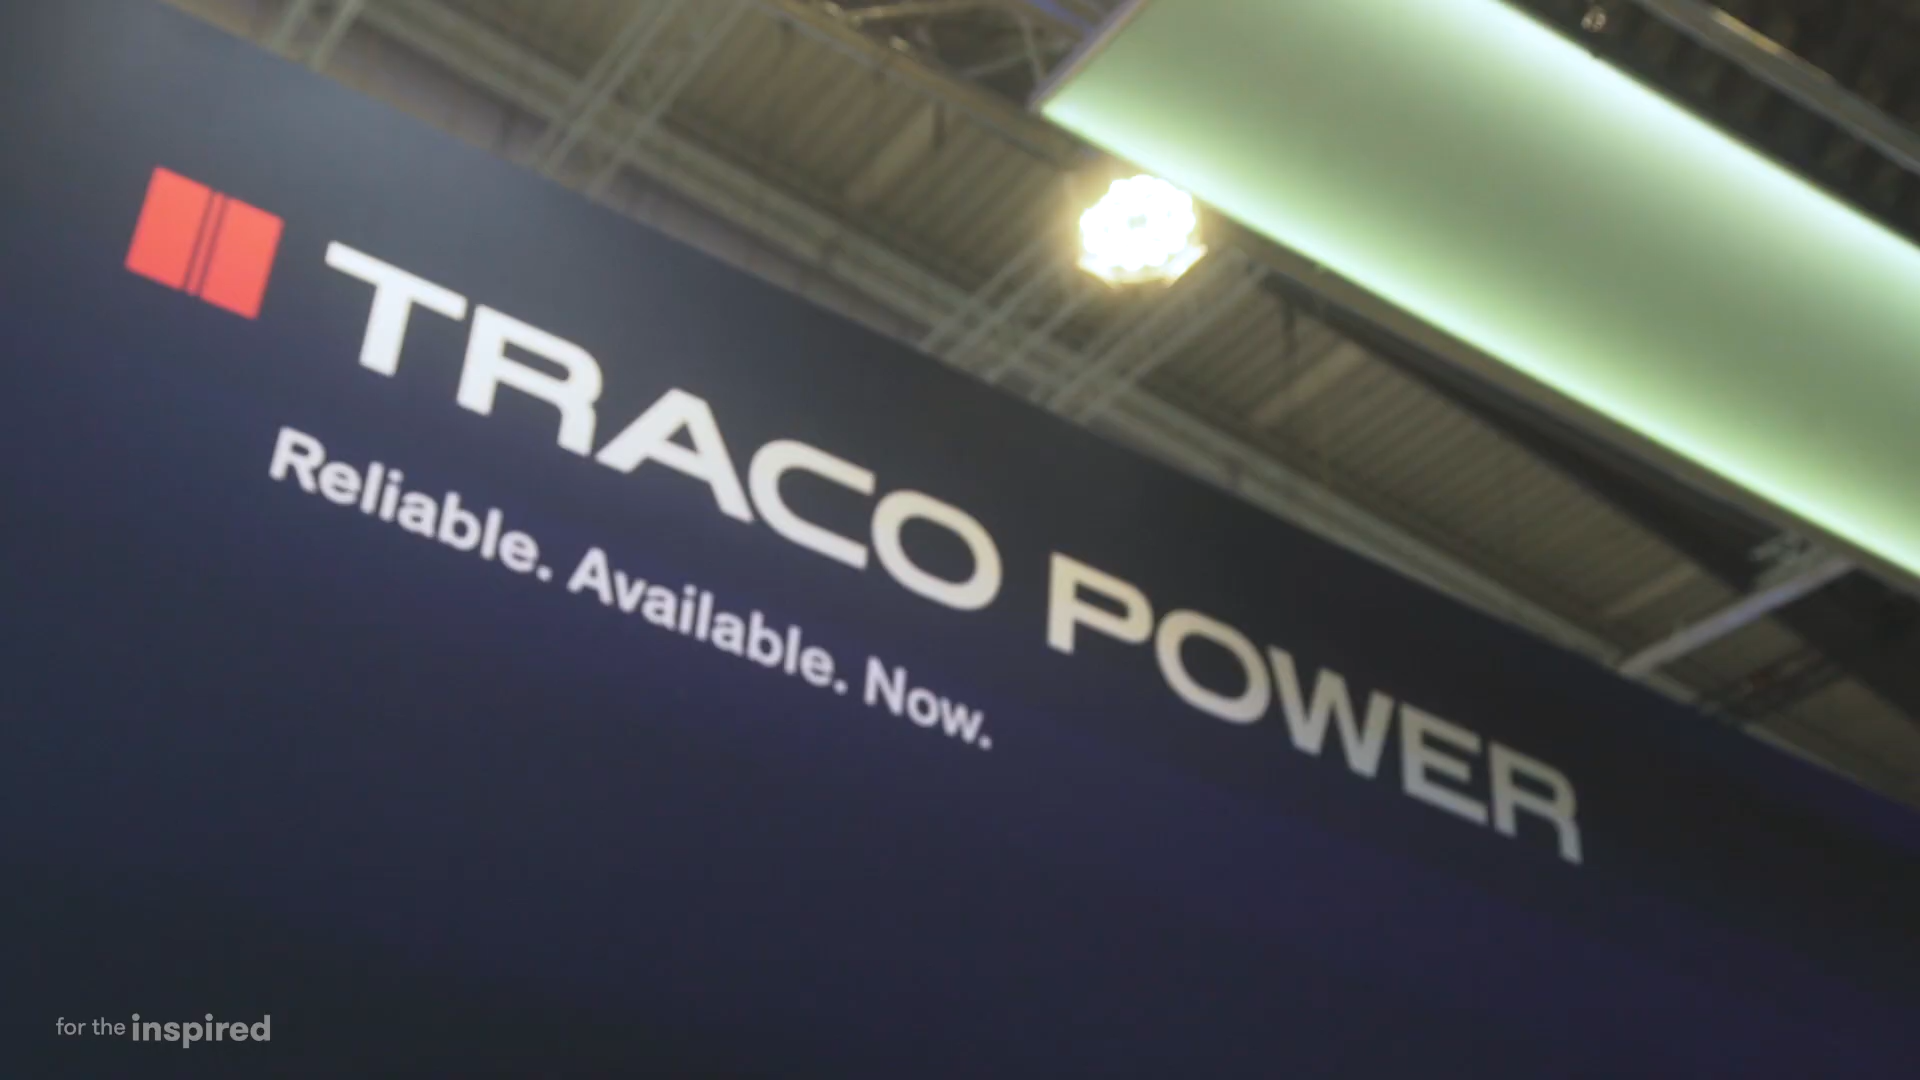 TRACO POWER
Reliable. Available. Now.
for the inspired